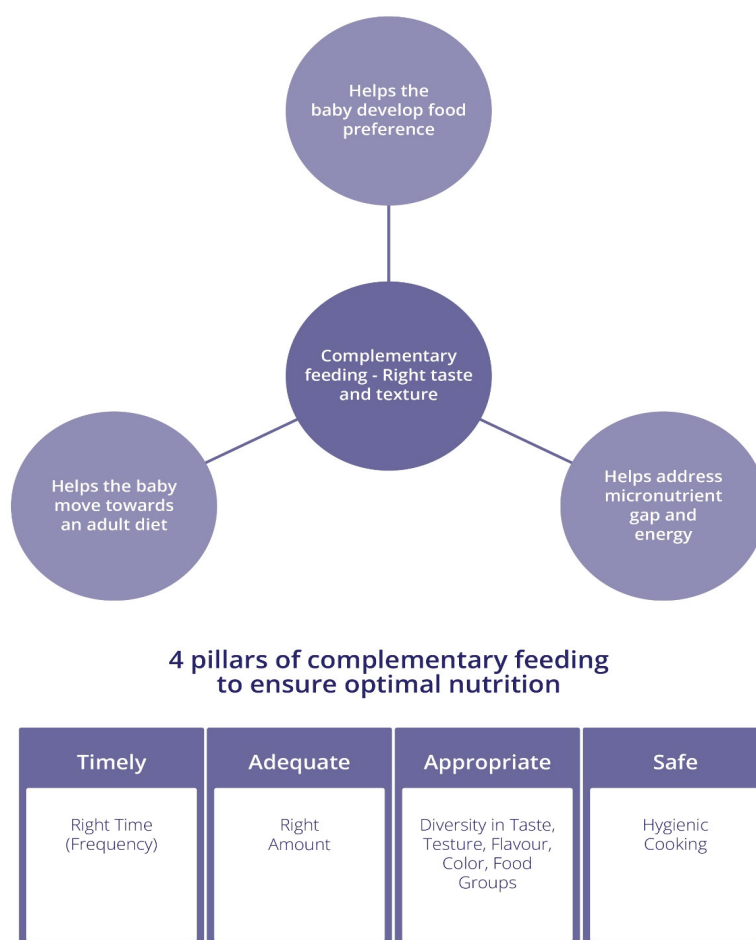 Helps the
baby develop food
preference
Complementary
feeding - Right taste
and texture
Helps the baby
move towards
an adult diet
Helps address
micronutrient
gap and
energy
4 pillars of complementary feeding
to ensure optimal nutrition
Timely
Right Time
(Frequency)
Adequate
Right
Amount
Appropriate
Diversity in Taste,
Testure, Flavour,
Color, Food
Groups
Safe
Hygienic
Cooking